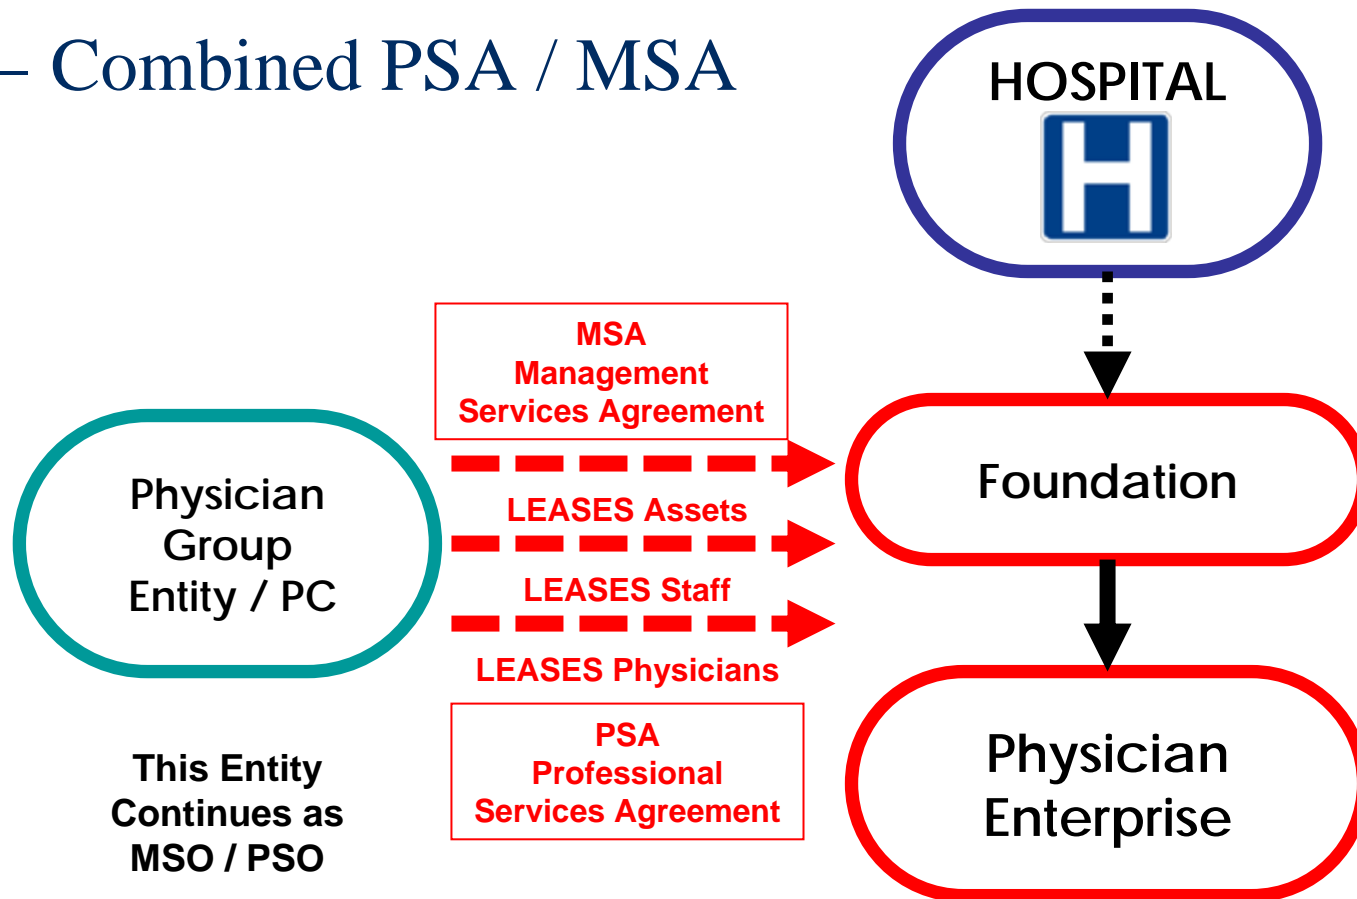 – Combined PSA / MSA
HOSPITAL
H
MSA
Management
Services Agreement
Physician
Group
Entity / PC
LEASES Assets
LEASES Staff
LEASES Physicians
Foundation
PSA
Professional
Services Agreement
Physician
Enterprise
This Entity
Continues as
MSO / PSO